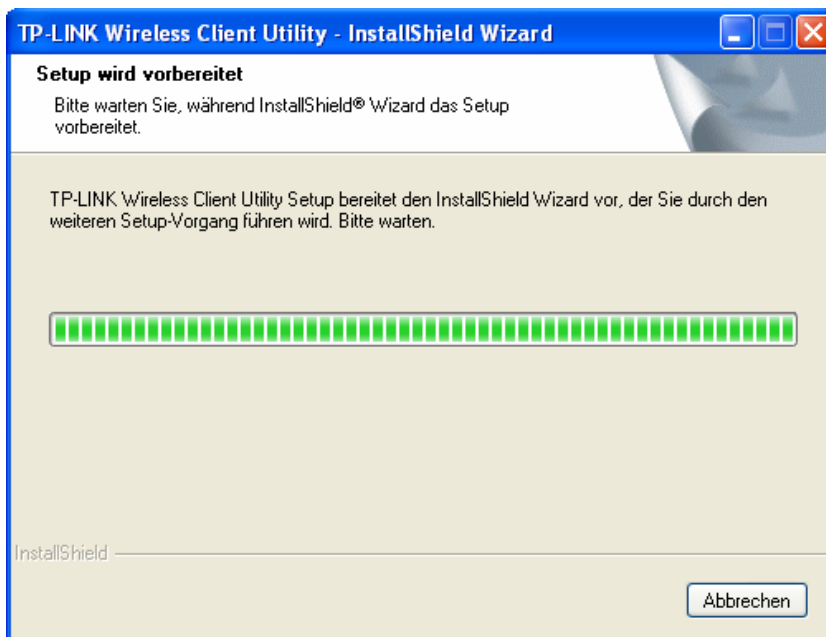 TP-LINK Wireless Client Utility - InstallShield Wizard
Setup wird vorbereitet
Bitte warten Sie, während InstallShield® Wizard das Setup
vorbereitet.
TP-LINK Wireless Client Utility Setup bereitet den InstallShield Wizard vor, der Sie durch den
weiteren Setup-Vorgang führen wird. Bitte warten.
InstallShield
Abbrechen